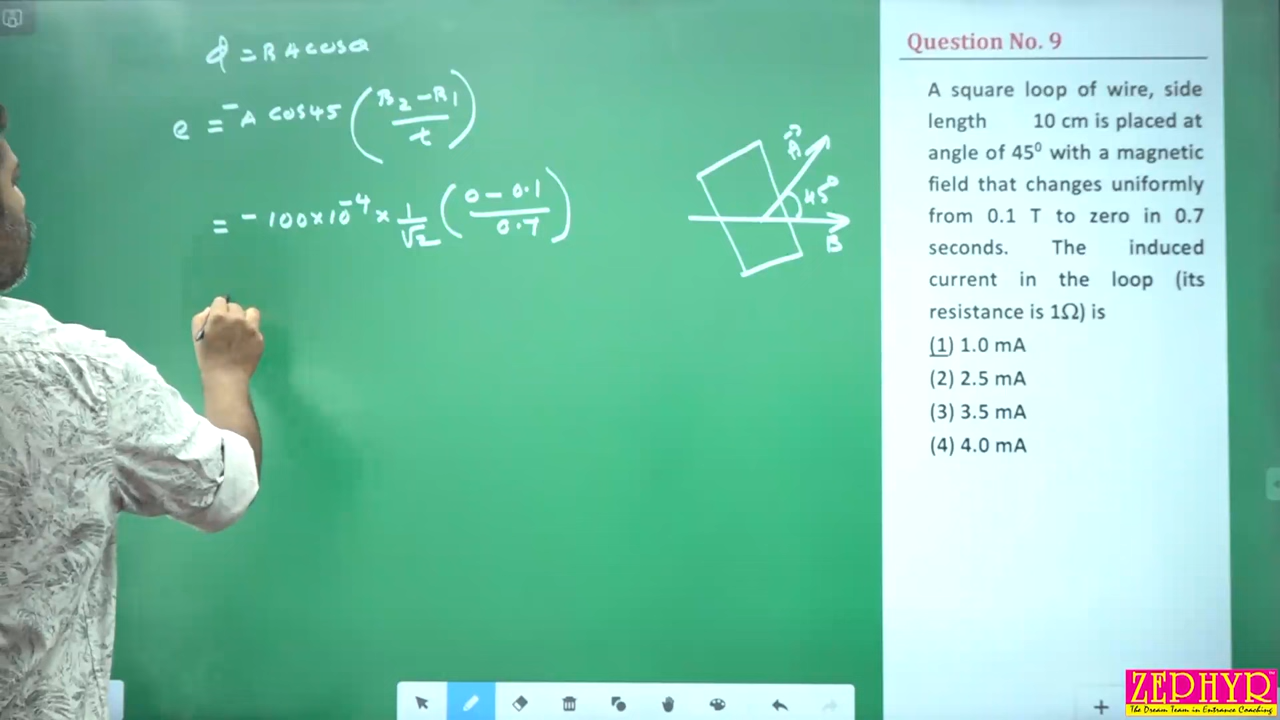 ϕ = B A cosθ
e = - A cos45 ( B2 - B1 / t )
= - 100 × 10^-4 × 1/√2 ( 0 - 0.1 / 0.7 )
A
45°
B
Question No. 9
A square loop of wire, side
length 10 cm is placed at
angle of 45⁰ with a magnetic
field that changes uniformly
from 0.1 T to zero in 0.7
seconds. The induced
current in the loop (its
resistance is 1Ω) is
(1) 1.0 mA
(2) 2.5 mA
(3) 3.5 mA
(4) 4.0 mA
ZEPHYR
The Dream Team in Entrance Coaching